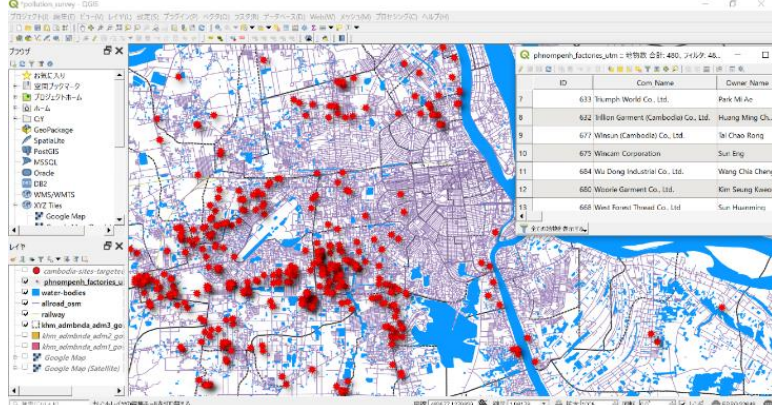 *pollution_survey - QGIS
プロジェクト(J) 編集(E) ビュー(V) レイヤ(L) 設定(S) プラグイン(P) ベクタ(O) ラスタ(R) データベース(D) Web(W) メッシュ(M) プロセシング(C) ヘルプ(H)
ブラウザ
お気に入り
空間ブックマーク
プロジェクトホーム
ホーム
C:¥
GeoPackage
SpatiaLite
PostGIS
MSSQL
Oracle
DB2
WMS/WMTS
XYZ Tiles
Google Map
レイヤ
cambodia-sites-targeted
phnompenh_factories_u
water-bodies
allroad_osm
railway
khm_admbnda_adm3_go
khm_admbnda_adm2_go
khm_admbnda_adm1_go
Google Map
Google Map (Satellite)
phnompenh_factories_utm :: 地物数 合計: 480、フィルタ: 48...
ID Com Name Owner Name
7 633 Triumph World Co., Ltd. Park Mi Ae
8 632 Trillion Garment (Cambodia) Co., Ltd. Huang Ming Ch..
9 677 Winsun (Cambodia) Co., Ltd. Tai Chao Rong
10 675 Wincam Corporation Sun Eng
11 684 Wu Dong Industrial Co., Ltd. Wang Chia Cheng
12 680 Woorie Garment Co., Ltd. Kim Seung Kweo
13 668 West Forest Thread Co., Ltd Sun Huanming
全ての地物を表示する